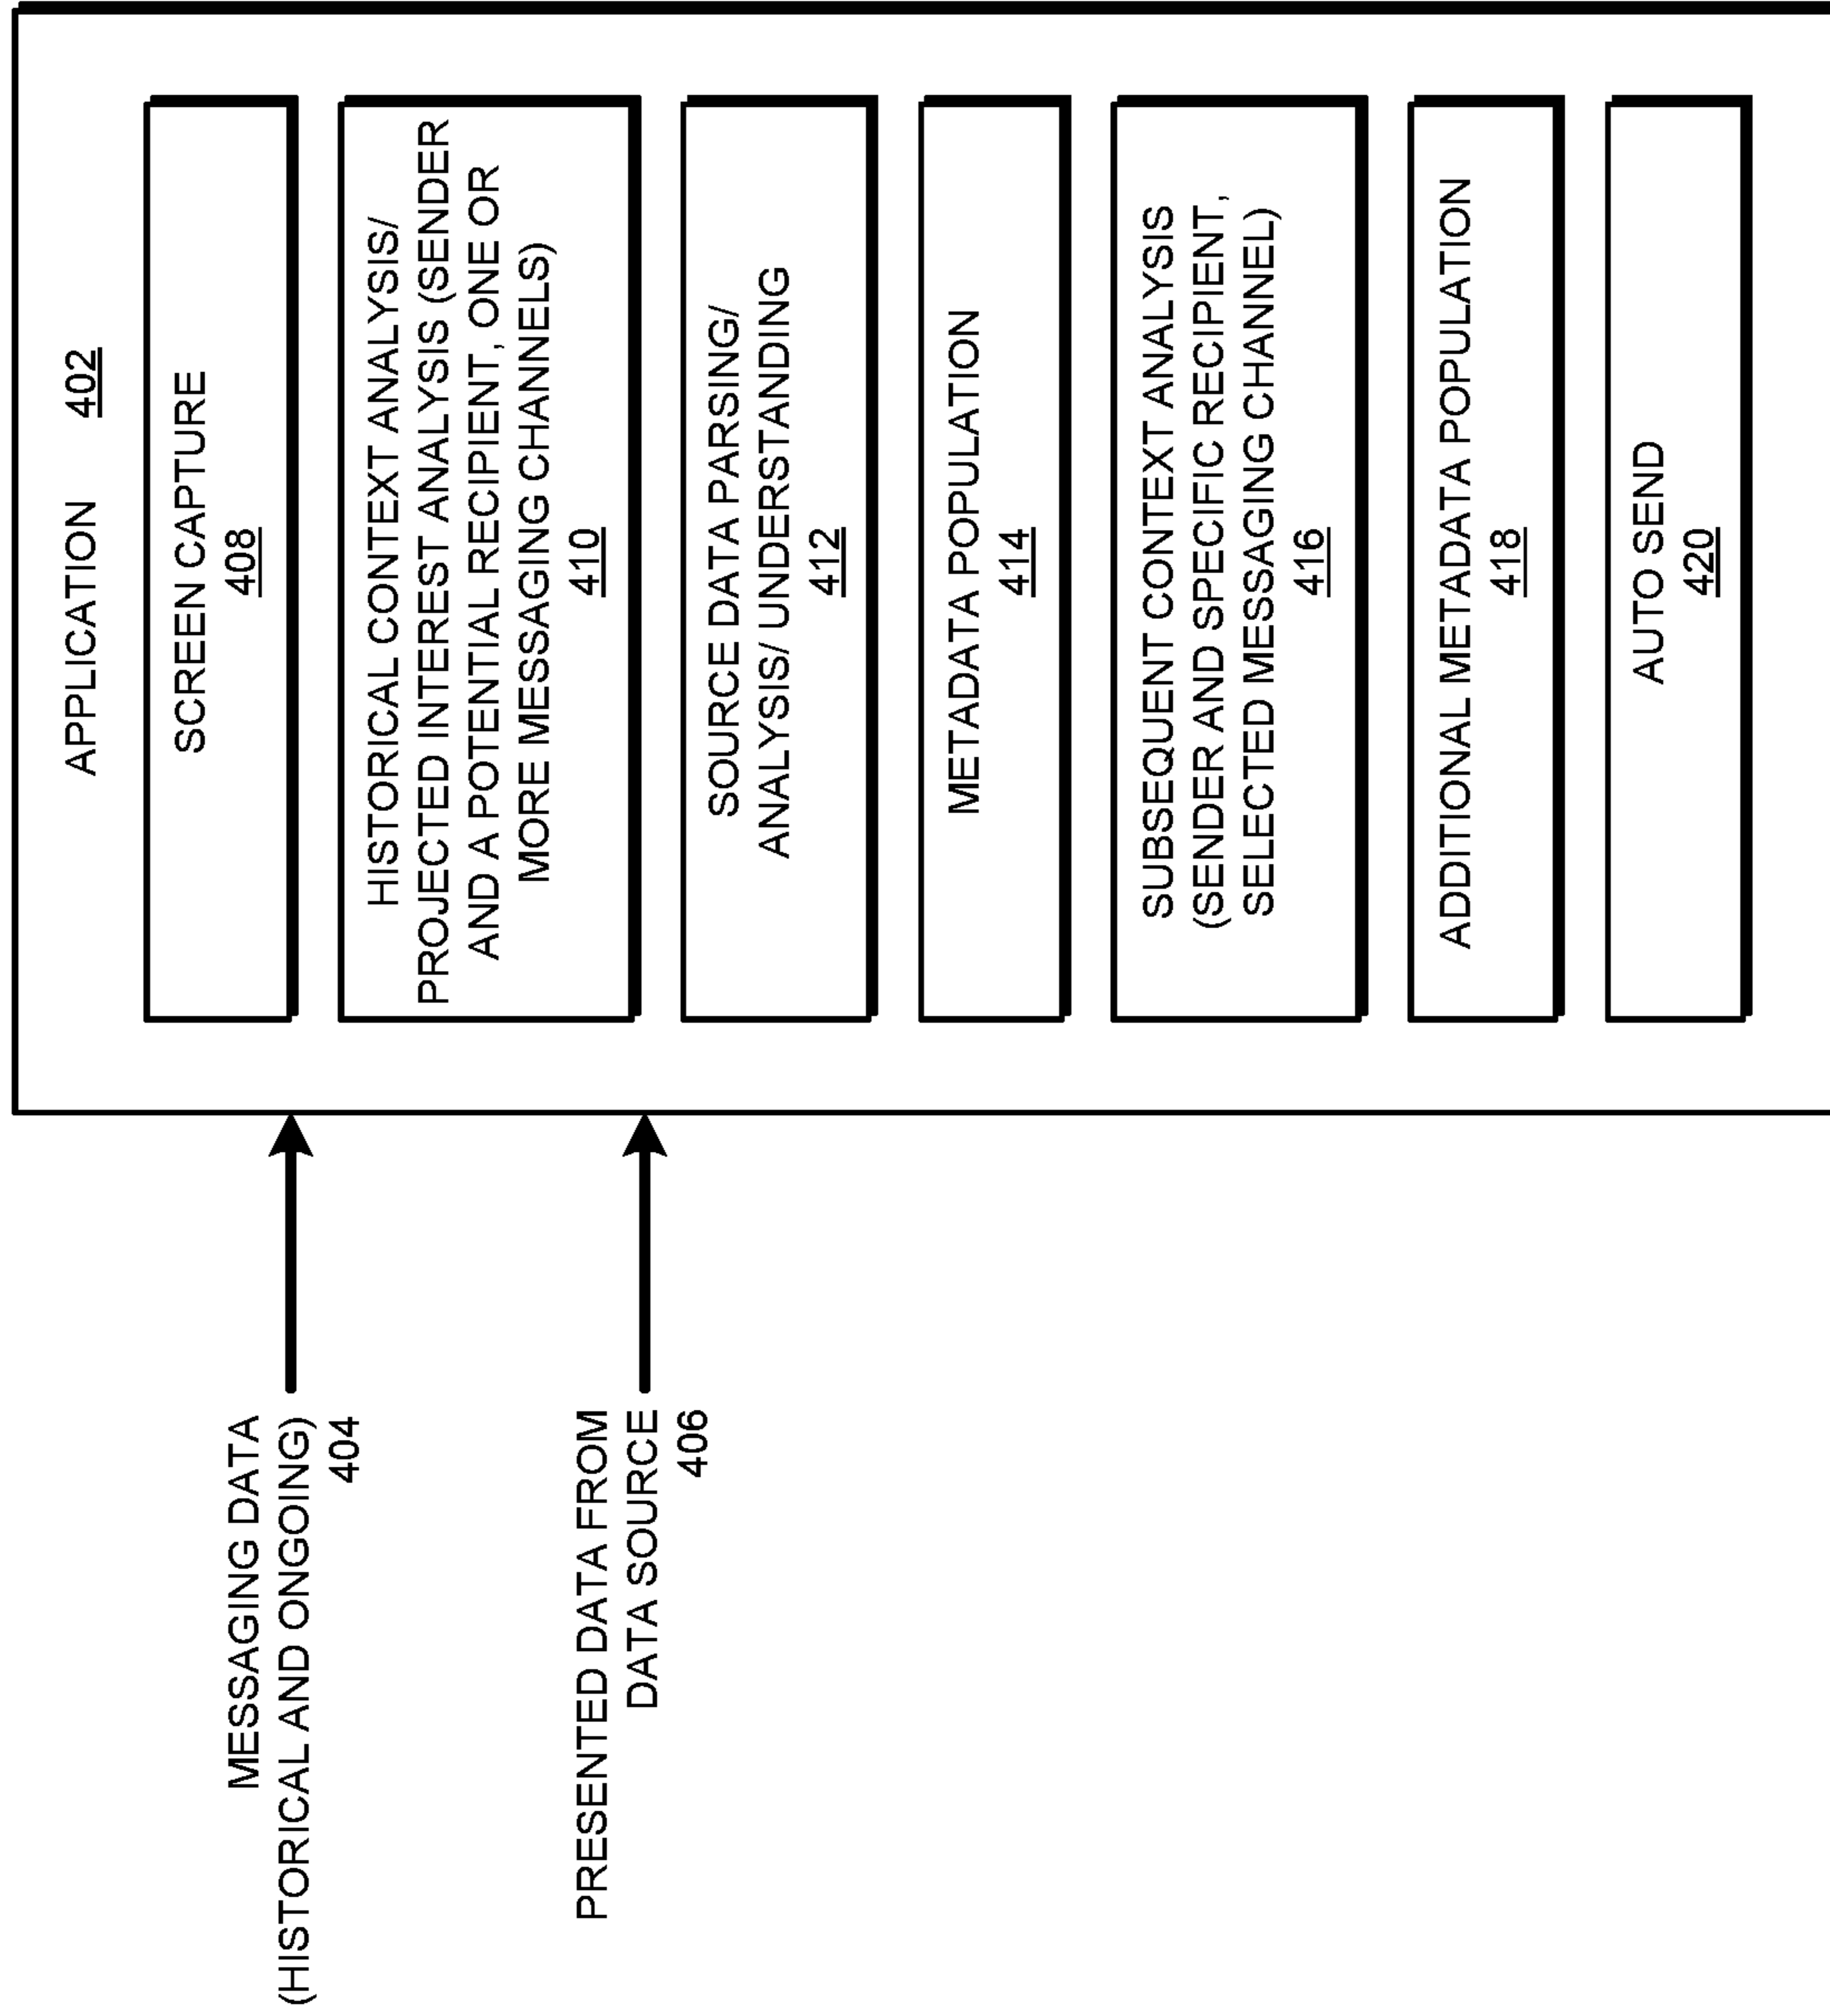 APPLICATION 402
SCREEN CAPTURE
408
HISTORICAL CONTEXT ANALYSIS/
PROJECTED INTEREST ANALYSIS (SENDER
AND A POTENTIAL RECIPIENT, ONE OR
MORE MESSAGING CHANNELS)
410
SOURCE DATA PARSING/
ANALYSIS/ UNDERSTANDING
412
METADATA POPULATION
414
SUBSEQUENT CONTEXT ANALYSIS
(SENDER AND SPECIFIC RECIPIENT,
SELECTED MESSAGING CHANNEL)
416
ADDITIONAL METADATA POPULATION
418
AUTO SEND
420
MESSAGING DATA
(HISTORICAL AND ONGOING)
404
PRESENTED DATA FROM
DATA SOURCE
406